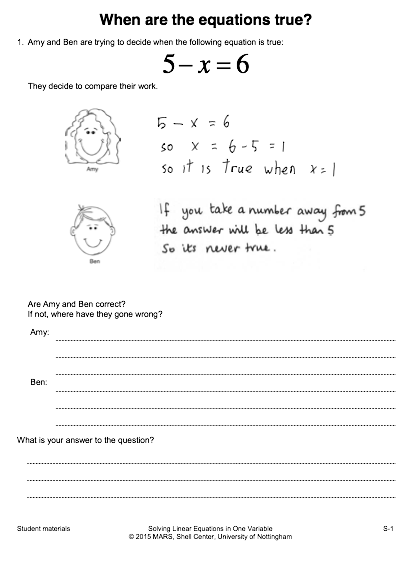 When are the equations true?
1. Amy and Ben are trying to decide when the following equation is true:
5 − x = 6
They decide to compare their work.
5 − x = 6
so x = 6 - 5 = 1
so it is true when x = 1
Amy
If you take a number away from 5
the answer will be less than 5
So it's never true.
Ben
Are Amy and Ben correct?
If not, where have they gone wrong?
Amy:
Ben:
What is your answer to the question?
Student materials Solving Linear Equations in One Variable S-1
© 2015 MARS, Shell Center, University of Nottingham